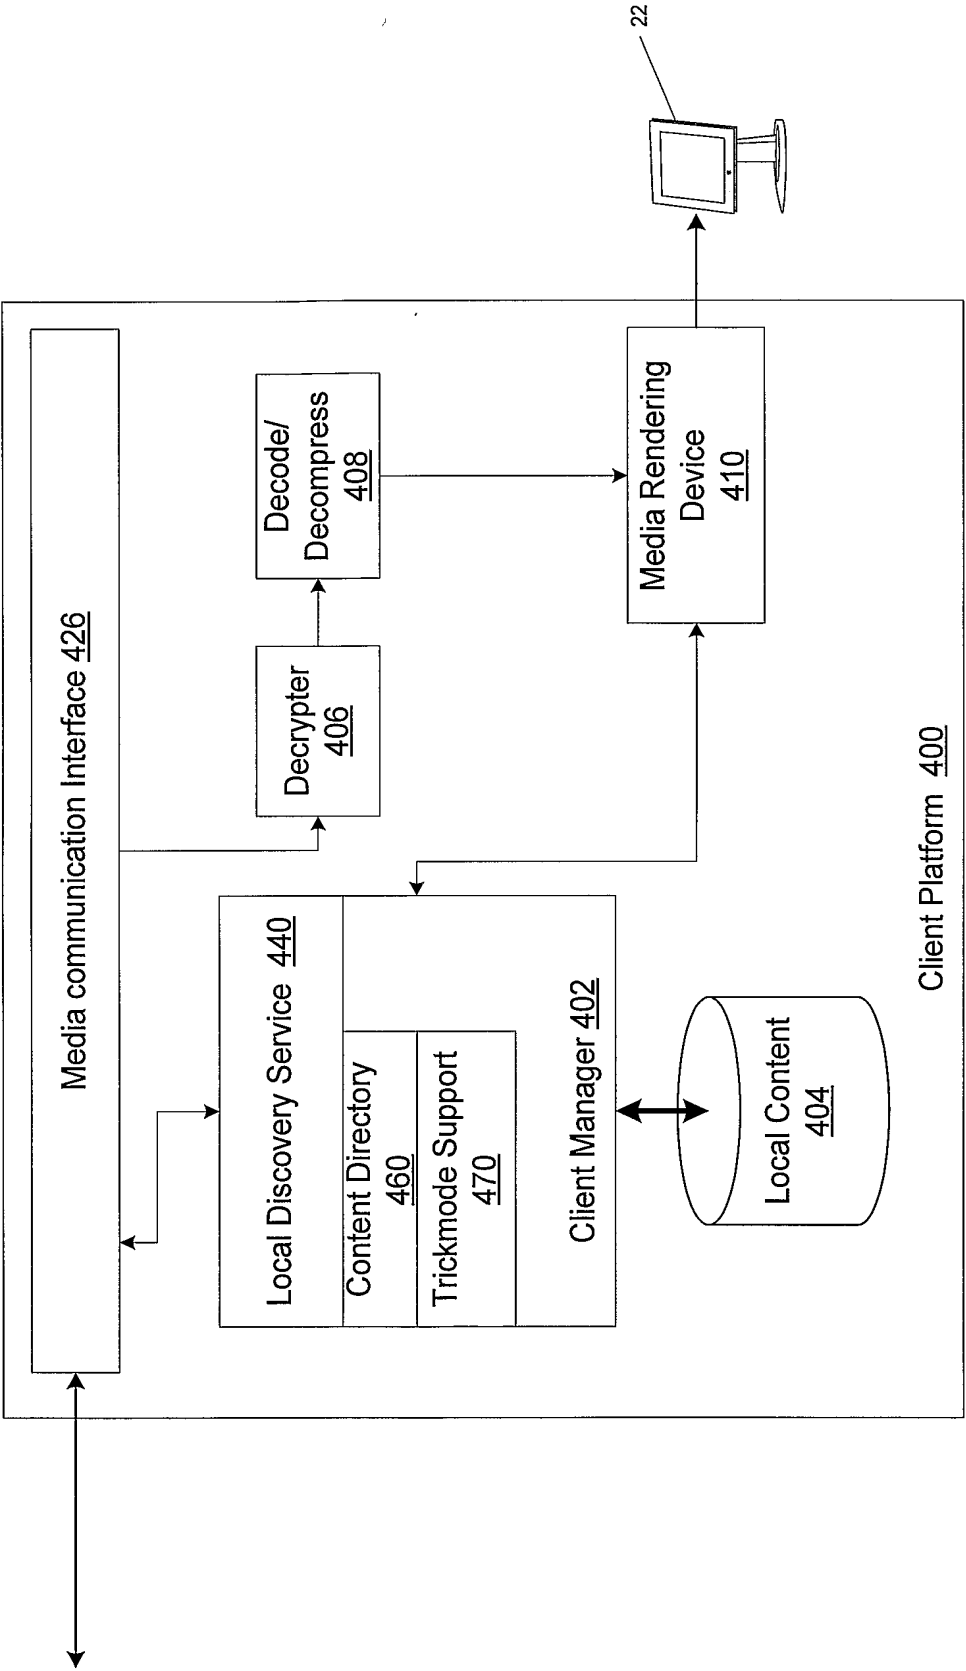 Media communication Interface 426
Local Discovery Service 440
Content Directory
460
Trickmode Support
470
Client Manager 402
Decrypter
406
Decode/
Decompress
408
Local Content
404
Media Rendering
Device
410
22
Client Platform 400